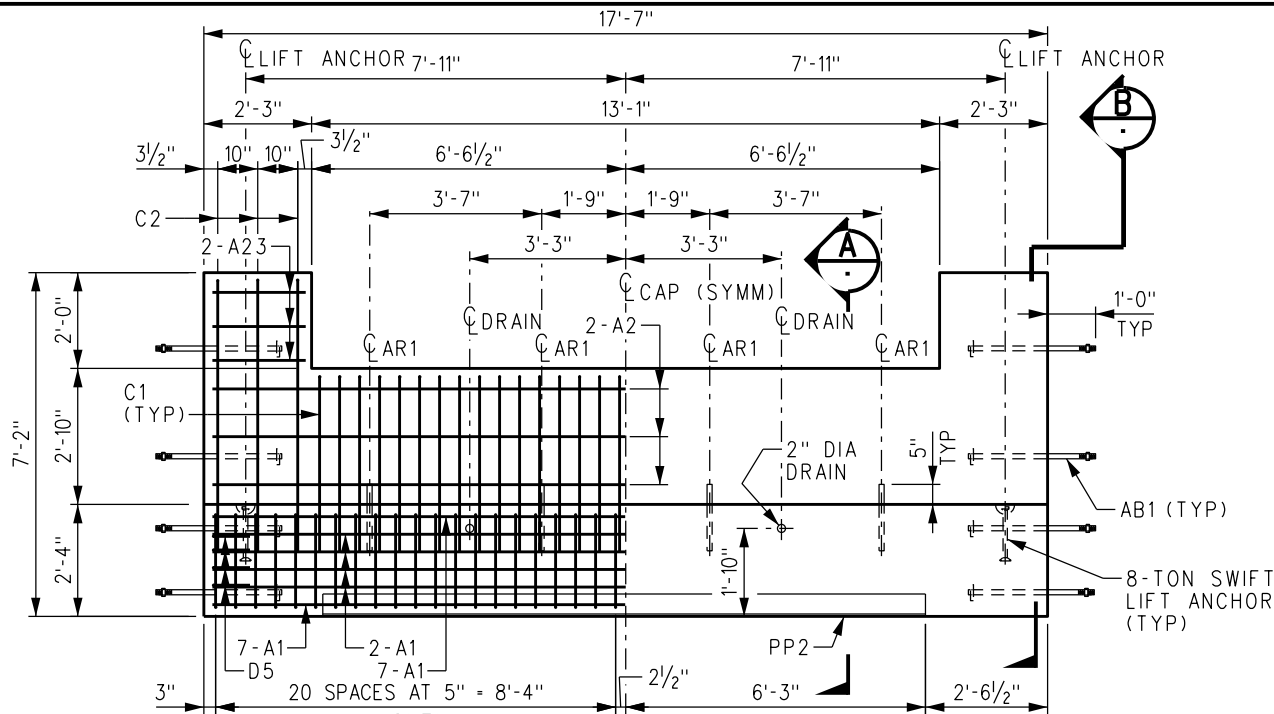 17'-7"
℄ LIFT ANCHOR
7'-11"
7'-11"
℄ LIFT ANCHOR
2'-3"
13'-1"
2'-3"
B
3½"
10"
10"
3½"
6'-6½"
6'-6½"
C2
3'-7"
1'-9"
1'-9"
3'-7"
2-A23
3'-3"
3'-3"
A
℄ CAP (SYMM)
1'-0"
TYP
℄ DRAIN
2-A2
℄ DRAIN
2'-0"
℄ AR1
℄ AR1
℄ AR1
℄ AR1
C1
(TYP)
7'-2"
2'-10"
2" DIA
DRAIN
5"
TYP
AB1 (TYP)
2'-4"
1'-10"
8-TON SWIFT
LIFT ANCHOR
(TYP)
7-A1
2-A1
PP2
D5
7-A1
3"
20 SPACES AT 5" = 8'-4"
2½"
6'-3"
2'-6½"